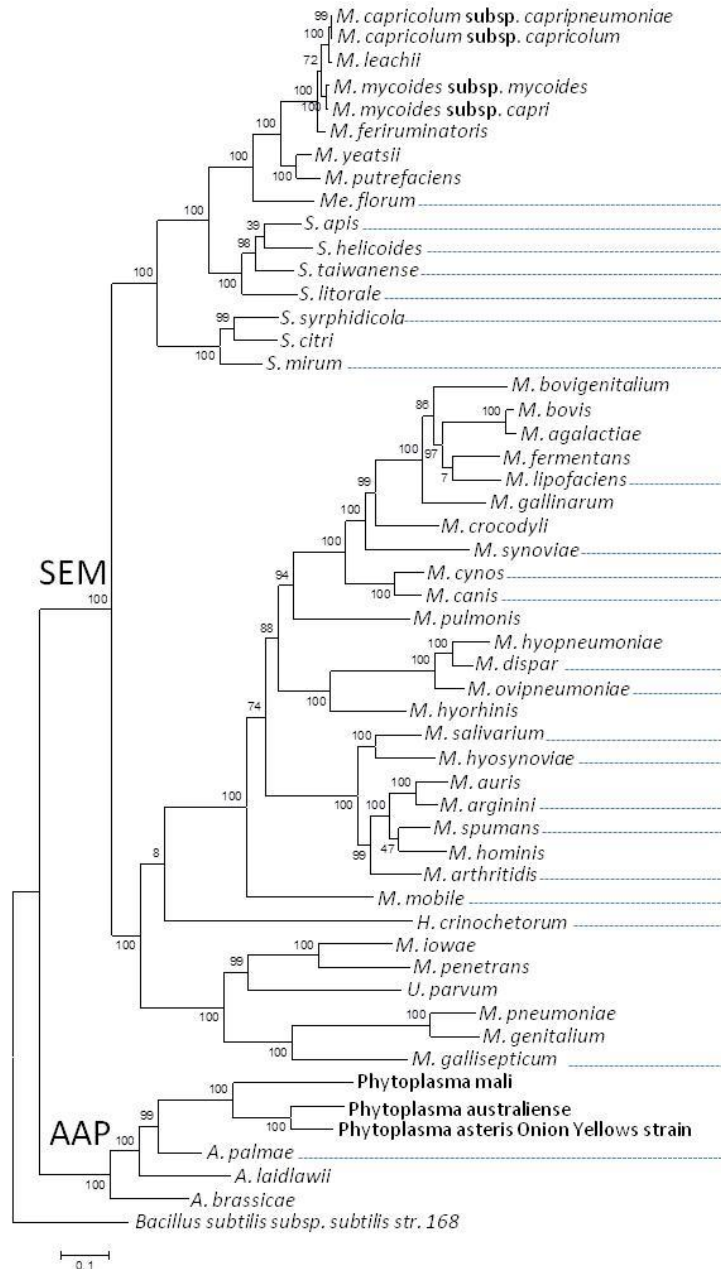 99 M. capricolum subsp. capripneumoniae
100 M. capricolum subsp. capricolum
72 M. leachii
M. mycoides subsp. mycoides
100 100 M. mycoides subsp. capri
100 M. feriruminatoris
M. yeatsii
100 100 M. putrefaciens
Me. florum
100 39 S. apis
98 S. helicoides
S. taiwanense
100 100 S. litorale
99 S. syrphidicola
S. citri
100 S. mirum
M. bovigenitalium
86 100 M. bovis
M. agalactiae
100 97 M. fermentans
7 M. lipofaciens
99 M. gallinarum
100 M. crocodyli
100 M. synoviae
SEM 94 M. cynos
100 100 M. canis
M. pulmonis
88 100 M. hyopneumoniae
100 M. dispar
M. ovipneumoniae
74 100 M. hyorhinis
100 M. salivarium
M. hyosynoviae
100 100 M. auris
100 100 M. arginini
M. spumans
8 99 47 M. hominis
M. arthritidis
M. mobile
H. crinochetorum
100 100 M. iowae
99 M. penetrans
U. parvum
100 100 M. pneumoniae
M. genitalium
100 M. gallisepticum
100 Phytoplasma mali
99 Phytoplasma australiense
AAP 100 100 Phytoplasma asteris Onion Yellows strain
A. palmae
100 A. laidlawii
A. brassicae
Bacillus subtilis subsp. subtilis str. 168
0.1